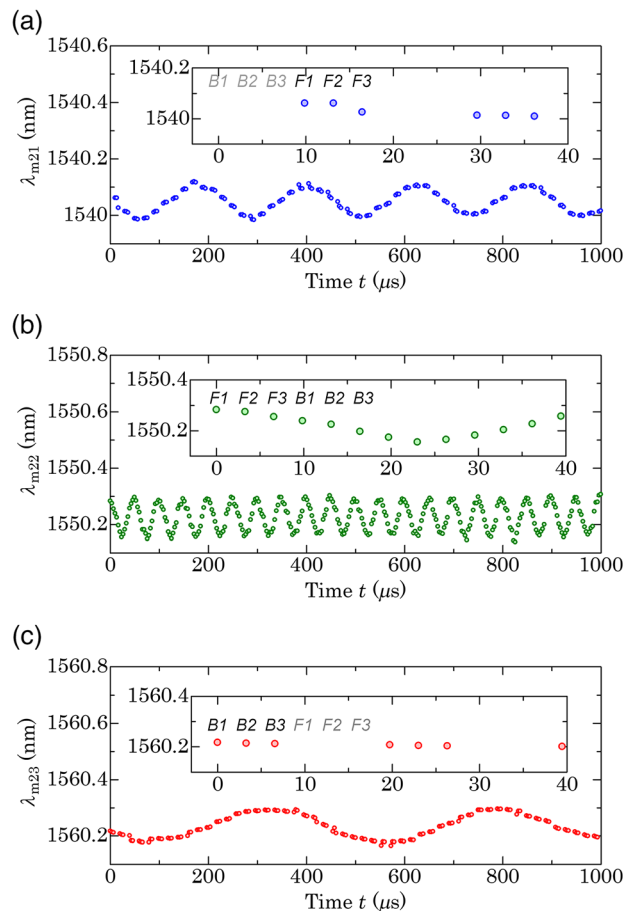 (a)
1540.6
1540.4
1540.2
1540
λm21 (nm)
1540.2
1540
B1 B2 B3 F1 F2 F3
0 10 20 30 40
0 200 400 600 800 1000
Time t (μs)
(b)
1550.8
1550.6
1550.4
1550.2
λm22 (nm)
1550.4
1550.2
F1 F2 F3 B1 B2 B3
0 10 20 30 40
0 200 400 600 800 1000
Time t (μs)
(c)
1560.8
1560.6
1560.4
1560.2
λm23 (nm)
1560.4
1560.2
B1 B2 B3 F1 F2 F3
0 10 20 30 40
0 200 400 600 800 1000
Time t (μs)